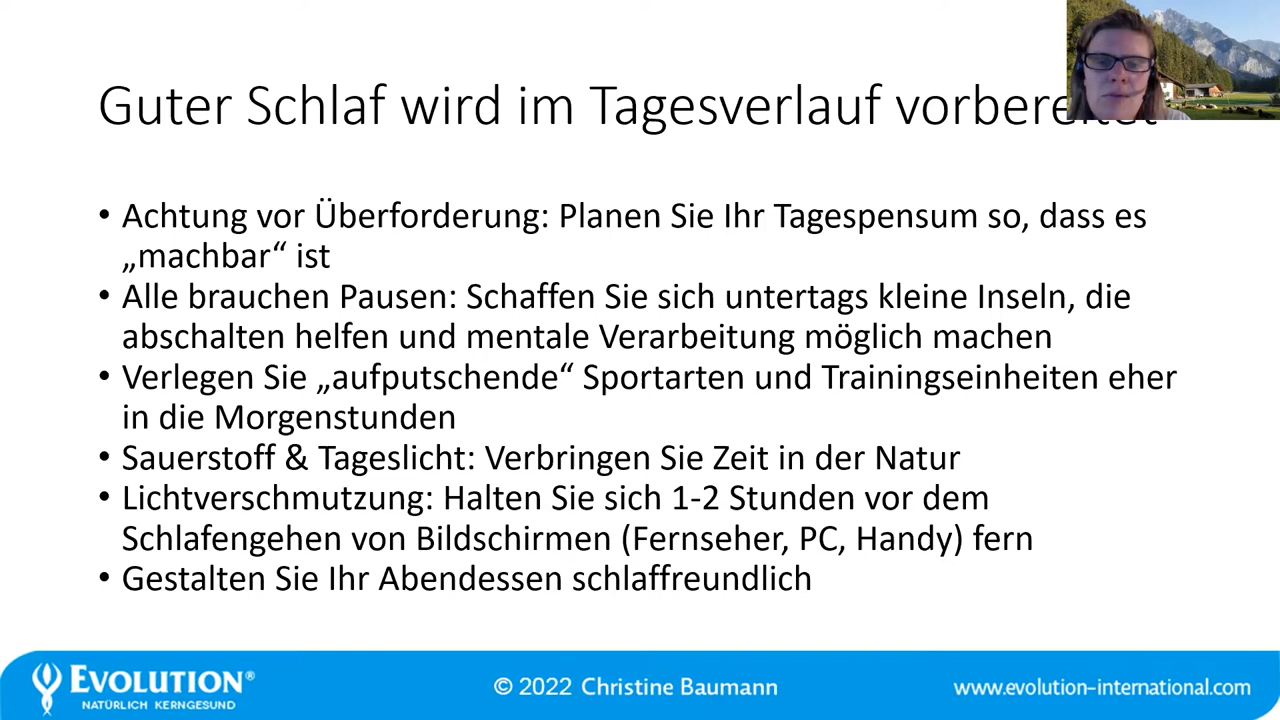 Guter Schlaf wird im Tagesverlauf vorbereitet
• Achtung vor Überforderung: Planen Sie Ihr Tagespensum so, dass es
„machbar“ ist
• Alle brauchen Pausen: Schaffen Sie sich untertags kleine Inseln, die
abschalten helfen und mentale Verarbeitung möglich machen
• Verlegen Sie „aufputschende“ Sportarten und Trainingseinheiten eher
in die Morgenstunden
• Sauerstoff & Tageslicht: Verbringen Sie Zeit in der Natur
• Lichtverschmutzung: Halten Sie sich 1-2 Stunden vor dem
Schlafengehen von Bildschirmen (Fernseher, PC, Handy) fern
• Gestalten Sie Ihr Abendessen schlaffreundlich
EVOLUTION®
NATÜRLICH KERNGESUND
© 2022 Christine Baumann
www.evolution-international.com